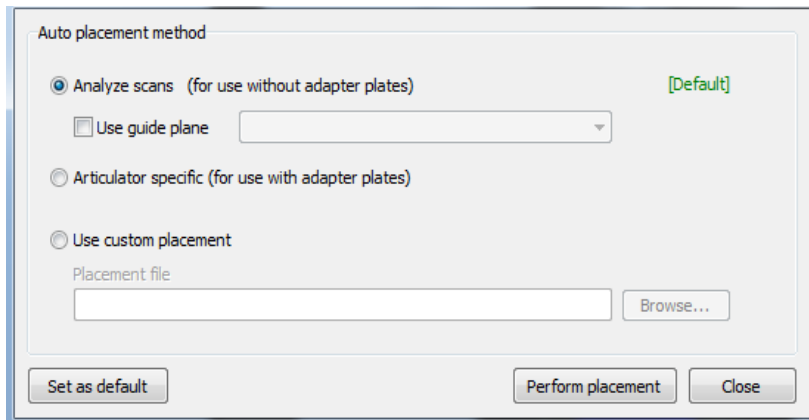 Auto placement method
Analyze scans (for use without adapter plates) [Default]
Use guide plane
Articulator specific (for use with adapter plates)
Use custom placement
Placement file
Browse...
Set as default Perform placement Close